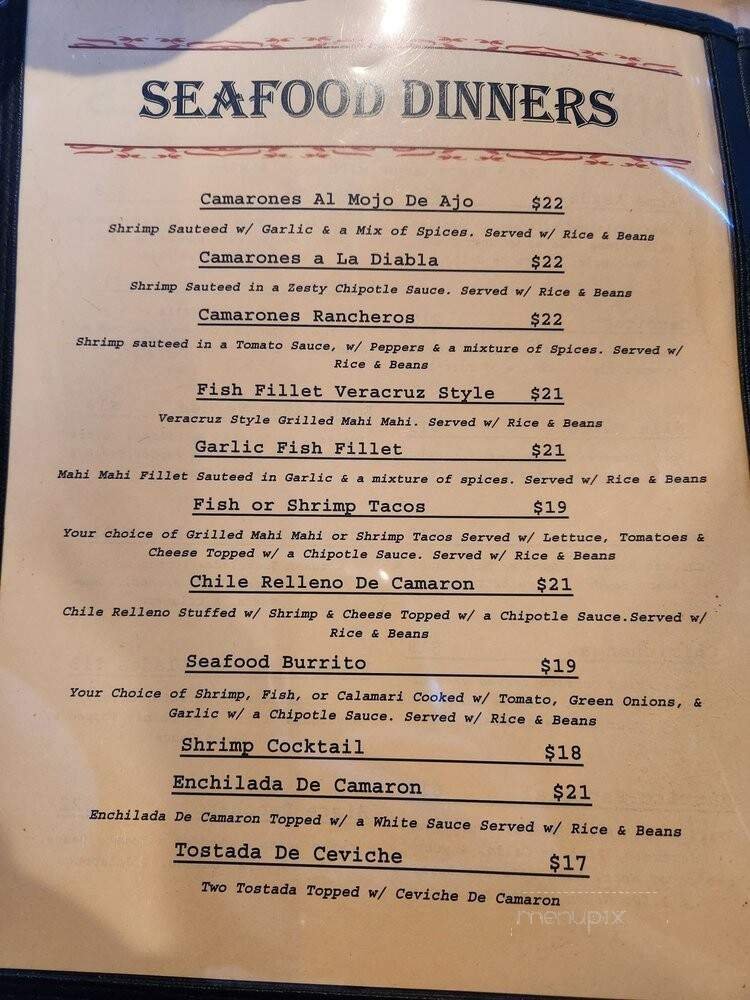 SEAFOOD DINNERS
Camarones Al Mojo De Ajo $22
Shrimp Sauteed w/ Garlic & a Mix of Spices. Served w/ Rice & Beans
Camarones a La Diabla $22
Shrimp Sauteed in a Zesty Chipotle Sauce. Served w/ Rice & Beans
Camarones Rancheros $22
Shrimp sauteed in a Tomato Sauce, w/ Peppers & a mixture of Spices. Served w/
Rice & Beans
Fish Fillet Veracruz Style $21
Veracruz Style Grilled Mahi Mahi. Served w/ Rice & Beans
Garlic Fish Fillet $21
Mahi Mahi Fillet Sauteed in Garlic & a mixture of spices. Served w/ Rice & Beans
Fish or Shrimp Tacos $19
Your choice of Grilled Mahi Mahi or Shrimp Tacos Served w/ Lettuce, Tomatoes &
Cheese Topped w/ a Chipotle Sauce. Served w/ Rice & Beans
Chile Relleno De Camaron $21
Chile Relleno Stuffed w/ Shrimp & Cheese Topped w/ a Chipotle Sauce.Served w/
Rice & Beans
Seafood Burrito $19
Your Choice of Shrimp, Fish, or Calamari Cooked w/ Tomato, Green Onions, &
Garlic w/ a Chipotle Sauce. Served w/ Rice & Beans
Shrimp Cocktail $18
Enchilada De Camaron $21
Enchilada De Camaron Topped w/ a White Sauce Served w/ Rice & Beans
Tostada De Ceviche $17
Two Tostada Topped w/ Ceviche De Camaron
menupix